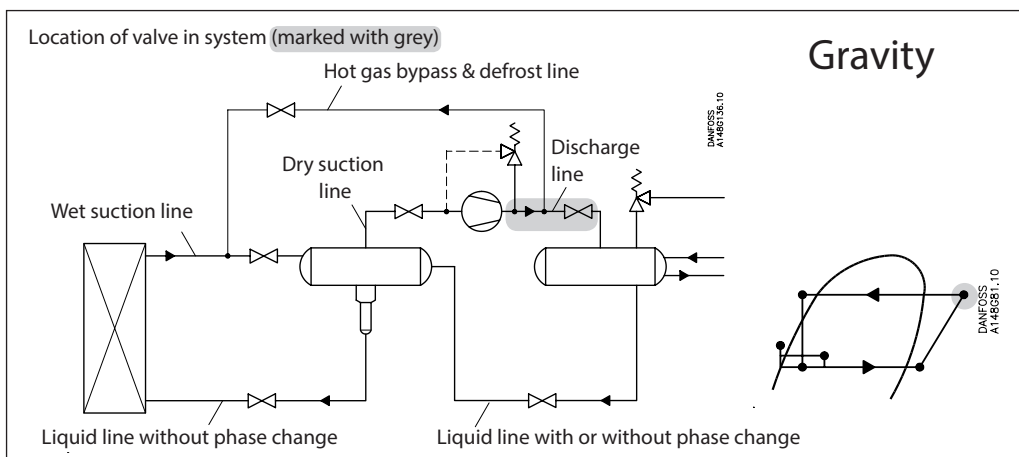 Location of valve in system (marked with grey)
Gravity
Hot gas bypass & defrost line
DANFOSS
A148G136.10
Dry suction
line
Discharge
line
Wet suction line
DANFOSS
A148G81.10
Liquid line without phase change
Liquid line with or without phase change